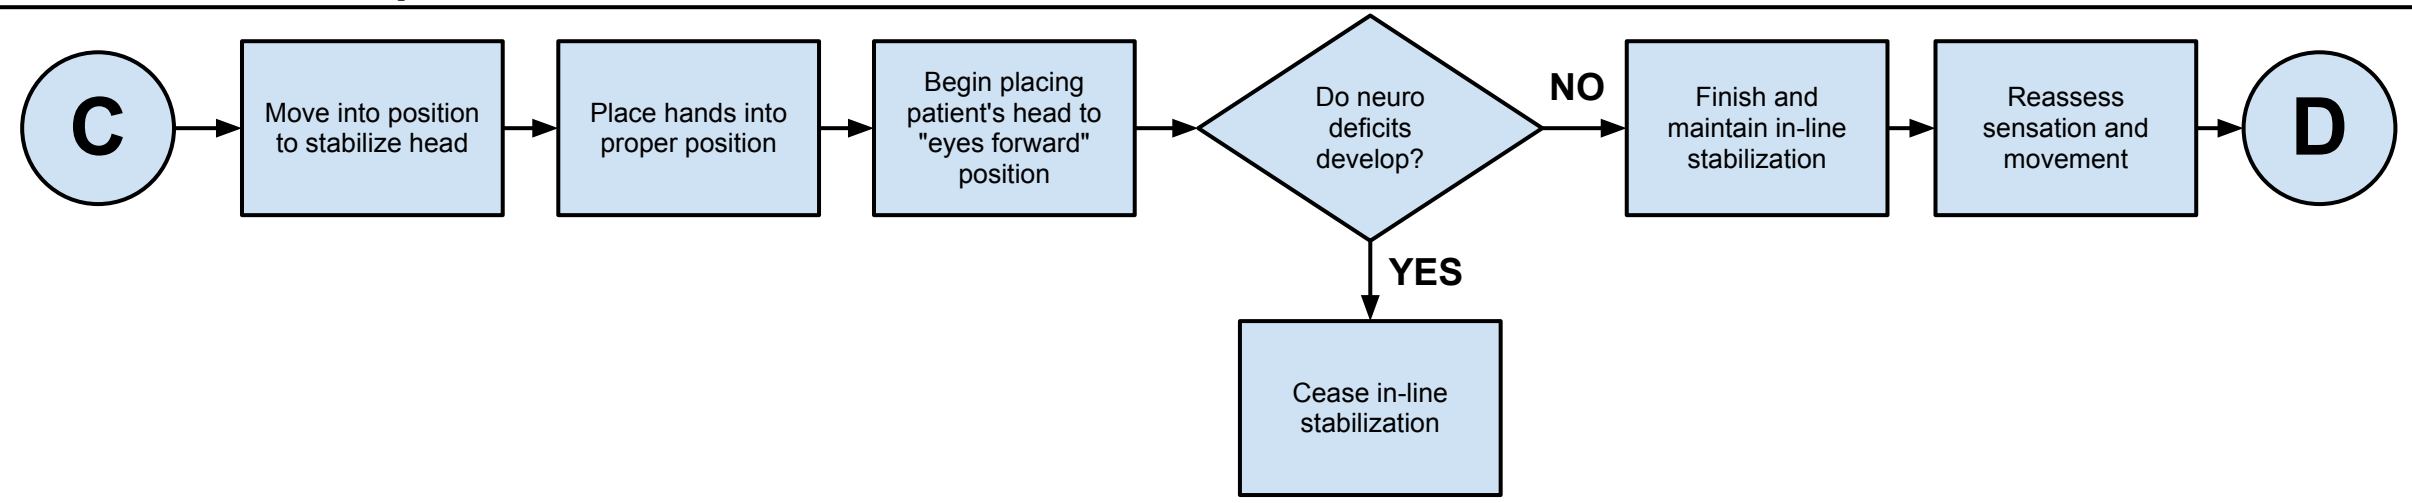 C
Move into position
to stabilize head
Place hands into
proper position
Begin placing
patient's head to
"eyes forward"
position
Do neuro
deficits
develop?
NO
Finish and
maintain in-line
stabilization
Reassess
sensation and
movement
D
YES
Cease in-line
stabilization